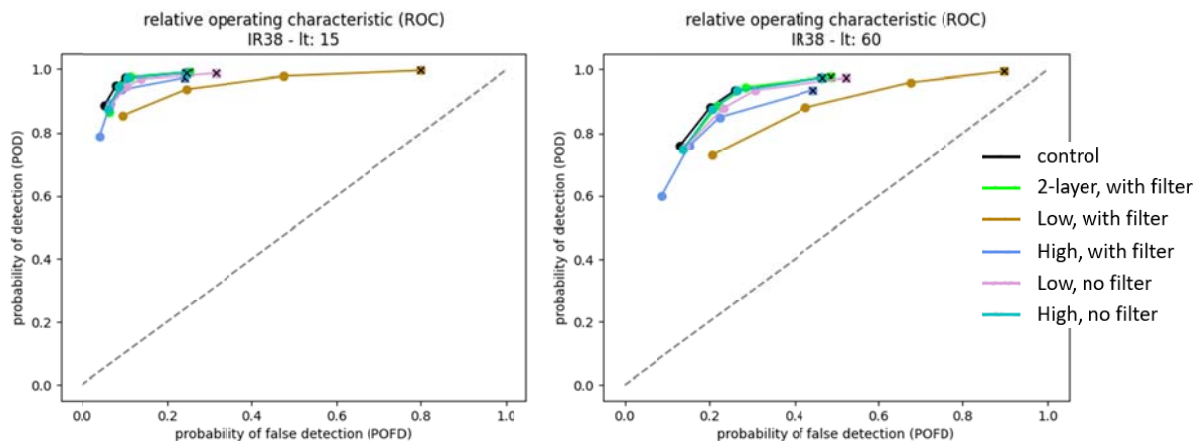 relative operating characteristic (ROC)
IR38 - lt: 15
probability of detection (POD)
1.0
0.8
0.6
0.4
0.2
0.0
0.0 0.2 0.4 0.6 0.8 1.0
probability of false detection (POFD)
relative operating characteristic (ROC)
IR38 - lt: 60
probability of detection (POD)
1.0
0.8
0.6
0.4
0.2
0.0
0.0 0.2 0.4 0.6 0.8 1.0
probability of false detection (POFD)
control
2-layer, with filter
Low, with filter
High, with filter
Low, no filter
High, no filter